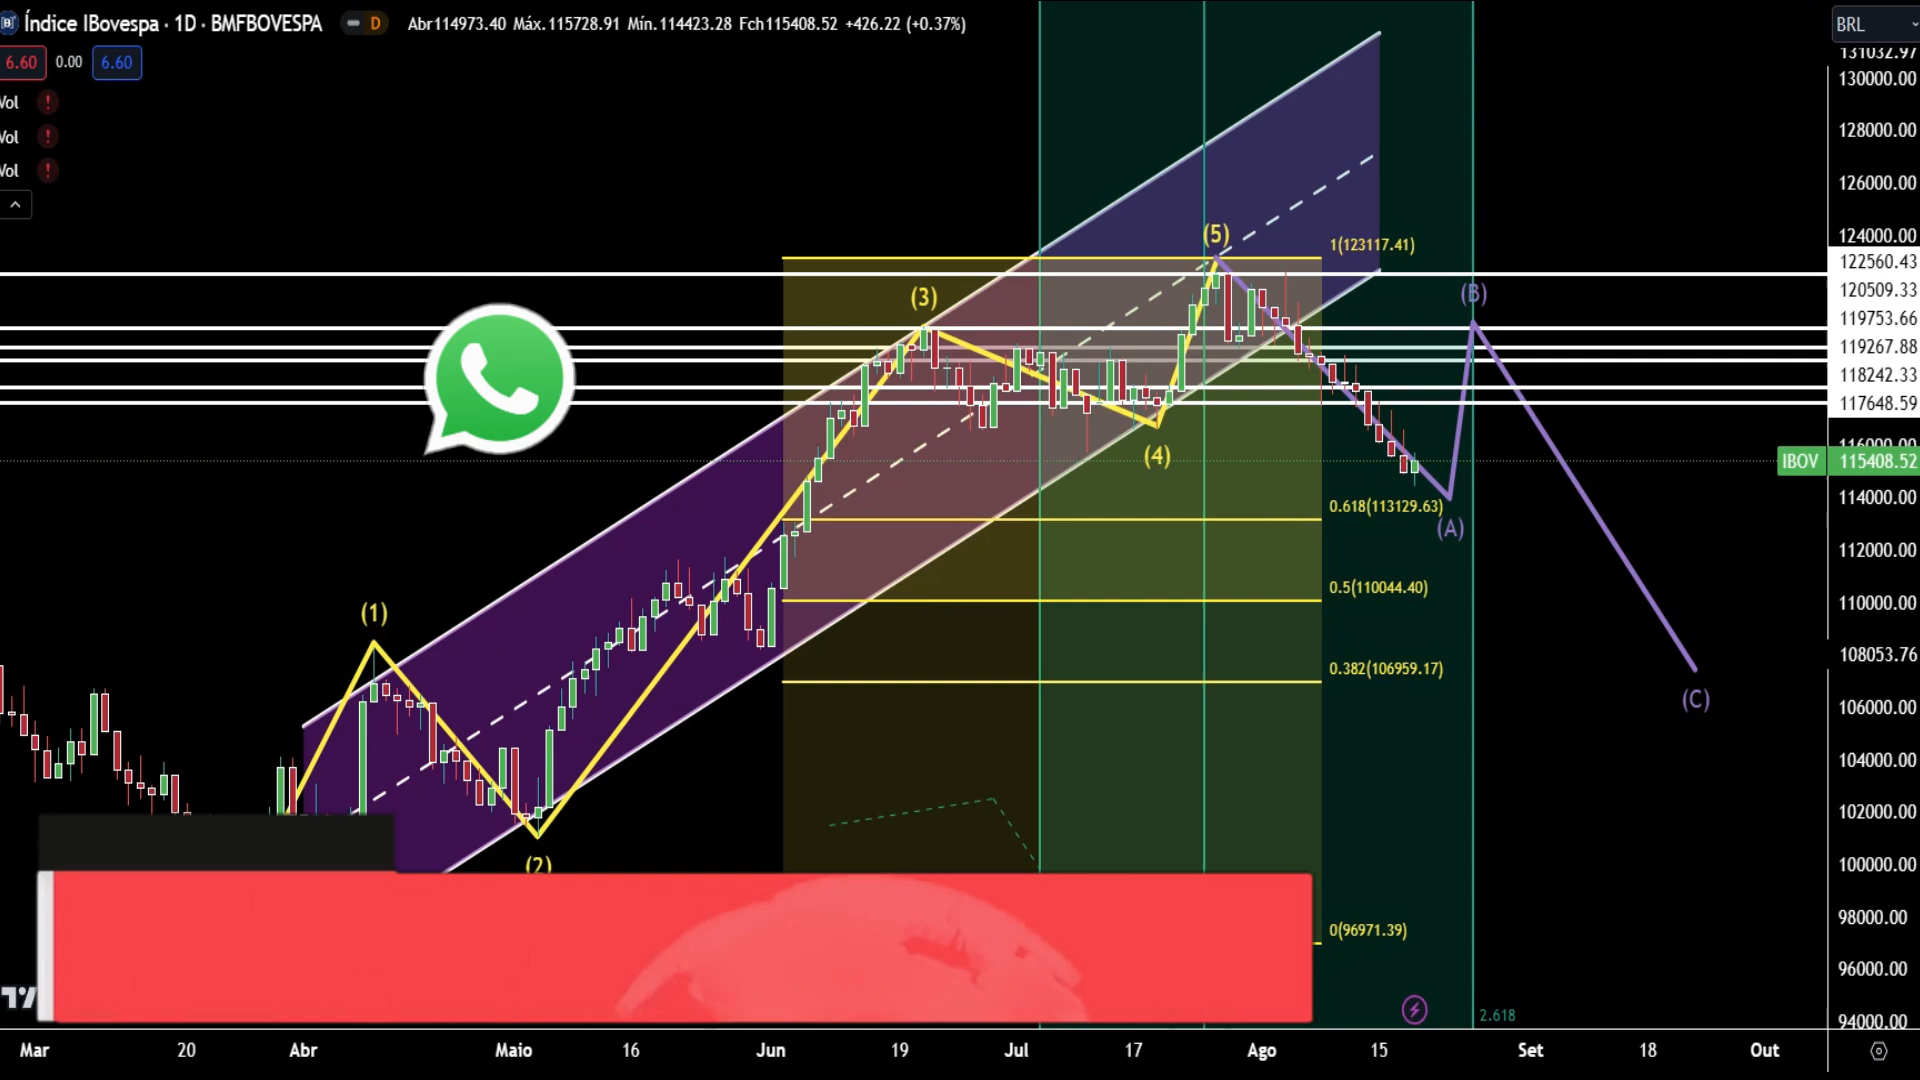 Índice IBovespa · 1D · BMFBOVESPA
D
Abr114973.40 Máx.115728.91 Mín.114423.28 Fch115408.52 +426.22 (+0.37%)
BRL
6.60 0.00 6.60
Vol !
Vol !
Vol !
131032.97
130000.00
128000.00
126000.00
124000.00
122560.43
120509.33
119753.66
119267.88
118242.33
117648.59
116000.00
IBOV 115408.52
114000.00
112000.00
110000.00
108053.76
106000.00
104000.00
102000.00
100000.00
98000.00
96000.00
94000.00
(5)
1(123117.41)
(3)
(B)
(4)
0.618(113129.63)
(A)
0.5(110044.40)
(1)
0.382(106959.17)
(C)
(2)
0(96971.39)
2.618
Mar 20 Abr Maio 16 Jun 19 Jul 17 Ago 15 Set 18 Out